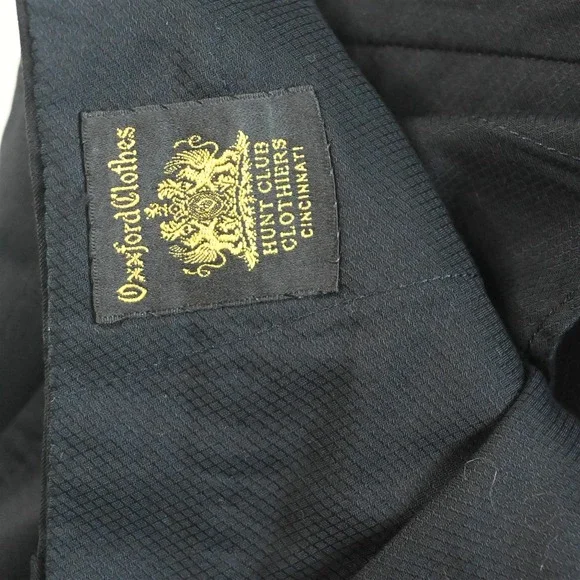 Oxxford Clothes
HUNT CLUB
CLOTHIERS
CINCINNATI